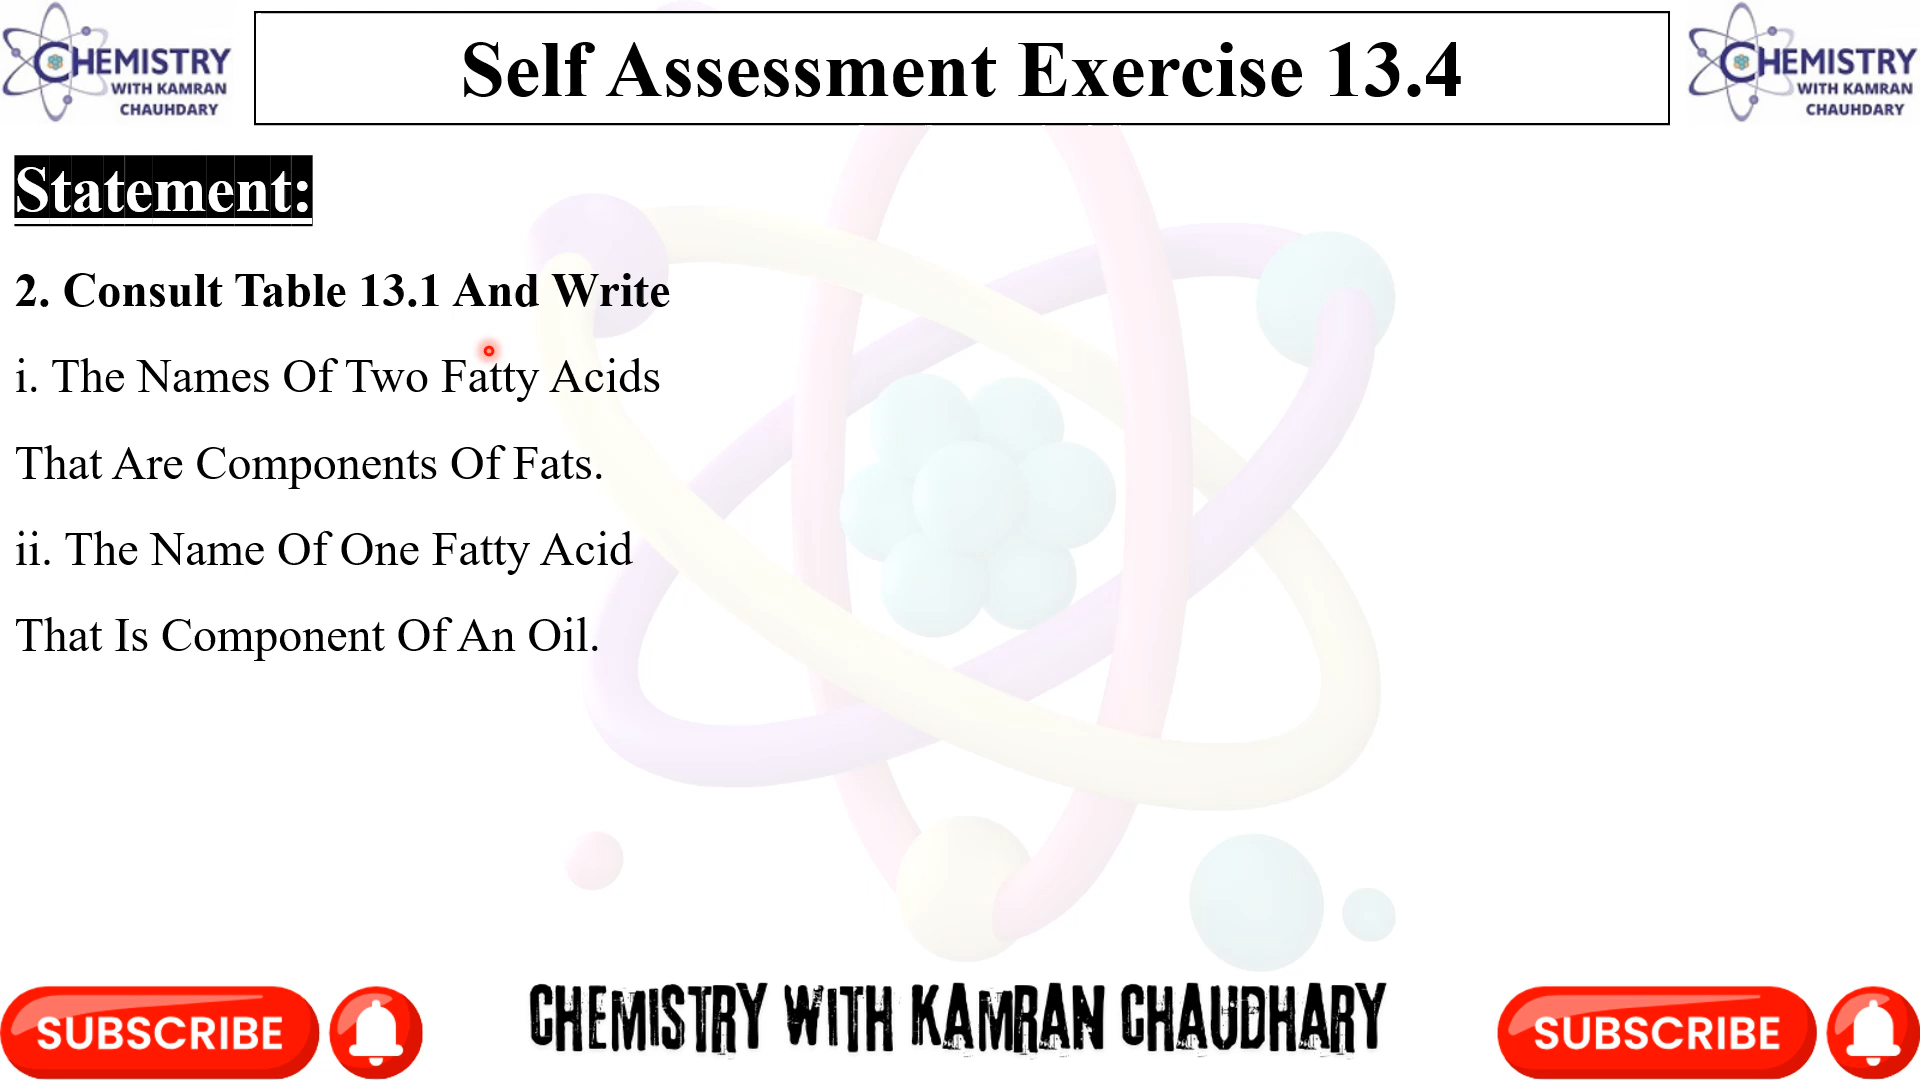 CHEMISTRY
WITH KAMRAN
CHAUHDARY
Self Assessment Exercise 13.4
CHEMISTRY
WITH KAMRAN
CHAUHDARY
Statement:
2. Consult Table 13.1 And Write
i. The Names Of Two Fatty Acids
That Are Components Of Fats.
ii. The Name Of One Fatty Acid
That Is Component Of An Oil.
SUBSCRIBE
CHEMISTRY WITH KAMRAN CHAUDHARY
SUBSCRIBE